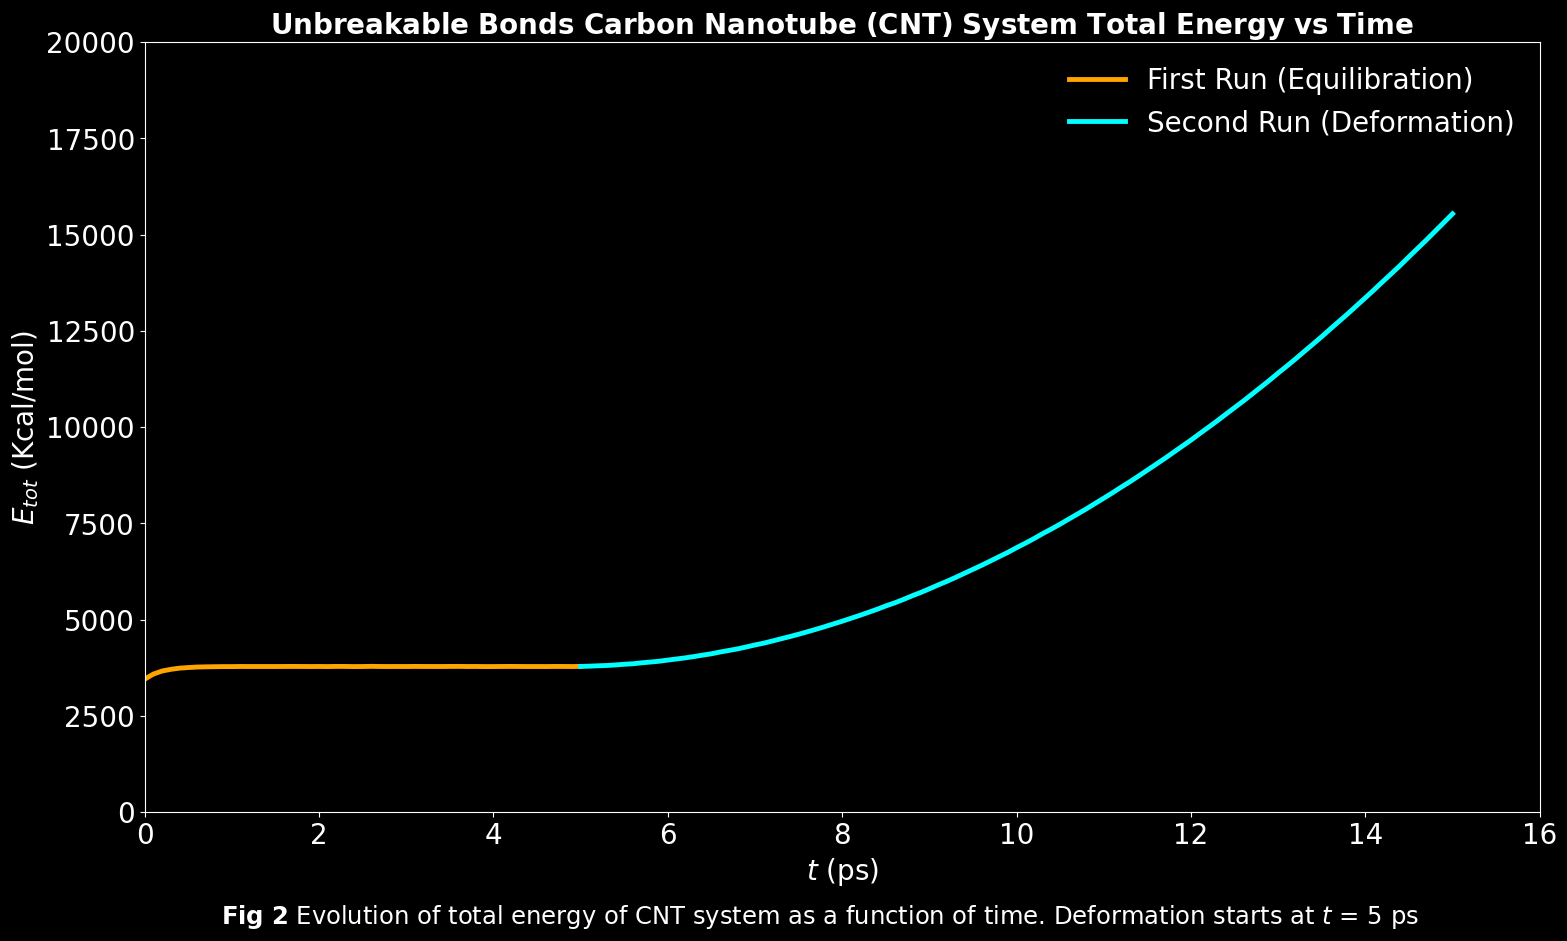 Unbreakable Bonds Carbon Nanotube (CNT) System Total Energy vs Time
20000
17500
15000
12500
10000
7500
5000
2500
0
E_tot (Kcal/mol)
First Run (Equilibration)
Second Run (Deformation)
0 2 4 6 8 10 12 14 16
t (ps)
Fig 2 Evolution of total energy of CNT system as a function of time. Deformation starts at t = 5 ps